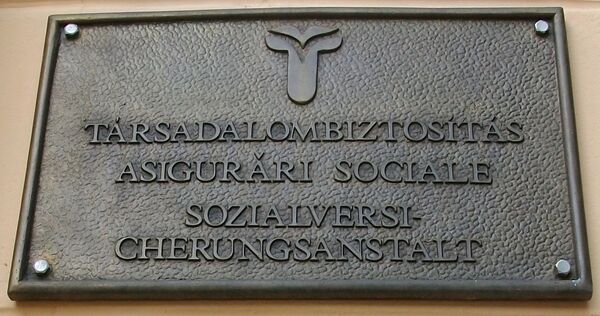 TÁRSADALOMBIZTOSÍTÁS
ASIGURĂRI SOCIALE
SOZIALVERSI-
CHERUNGSANSTALT